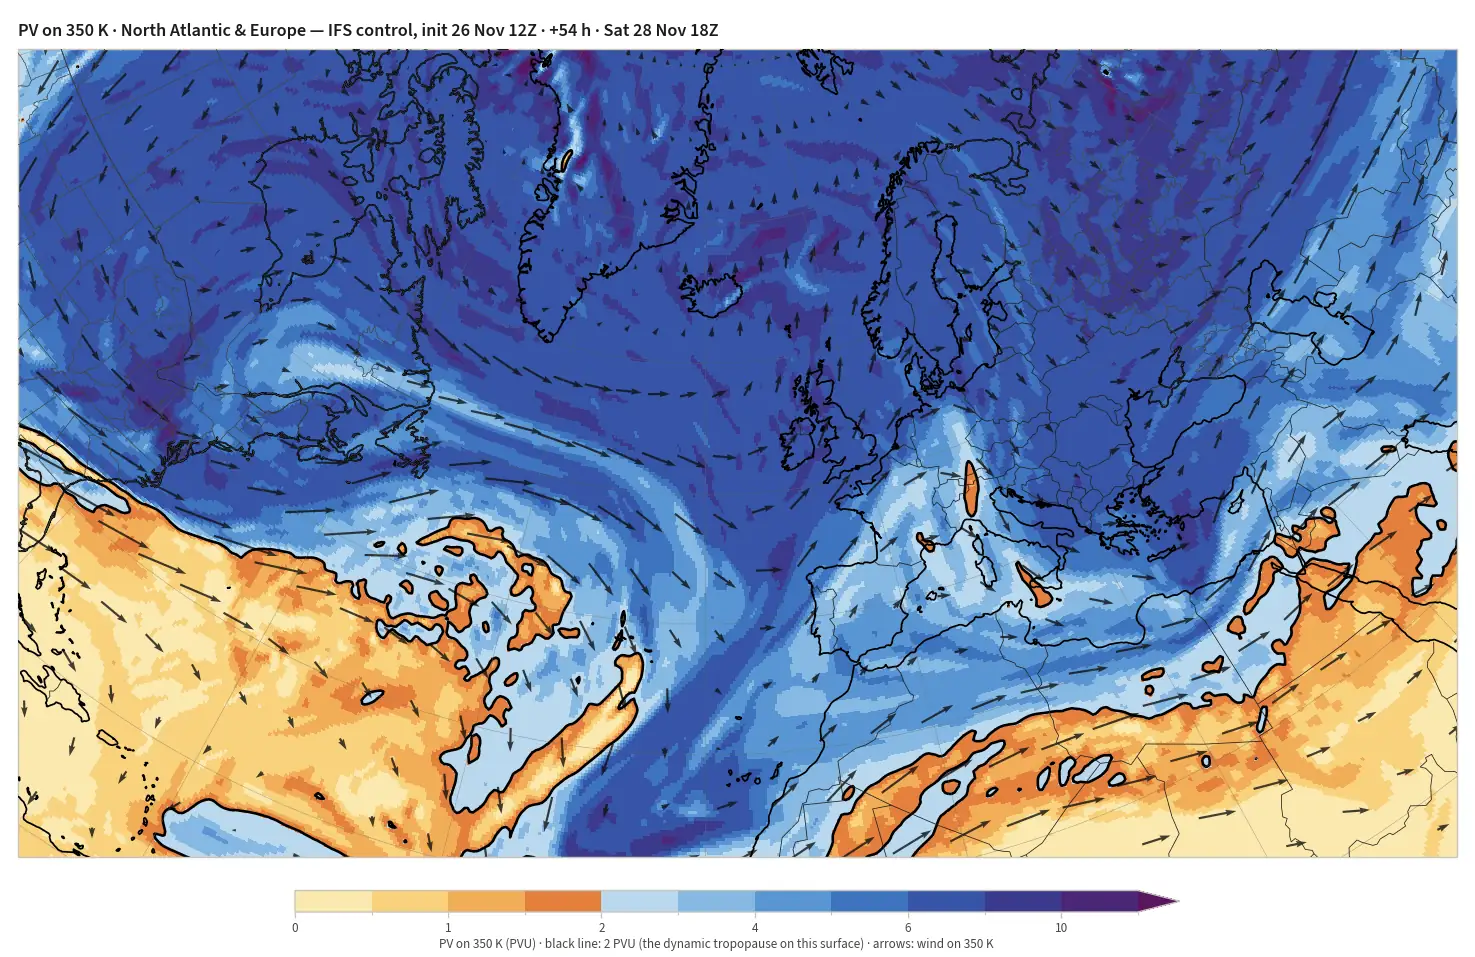 PV on 350 K · North Atlantic & Europe — IFS control, init 26 Nov 12Z · +54 h · Sat 28 Nov 18Z
0 1 2 4 6 10
PV on 350 K (PVU) · black line: 2 PVU (the dynamic tropopause on this surface) · arrows: wind on 350 K